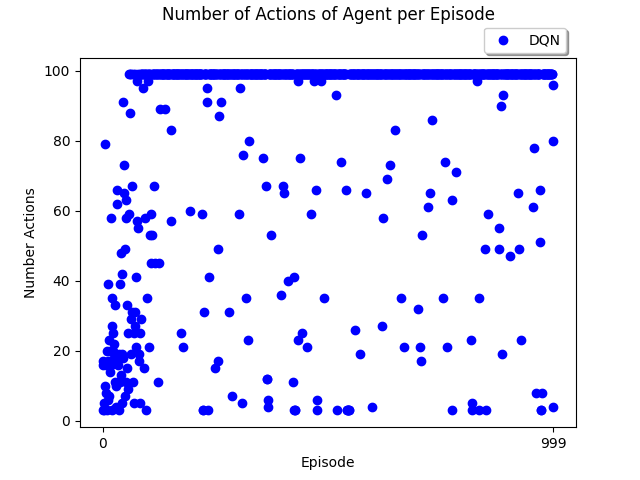 Number of Actions of Agent per Episode
DQN
100
80
60
40
20
0
Number Actions
0 999
Episode